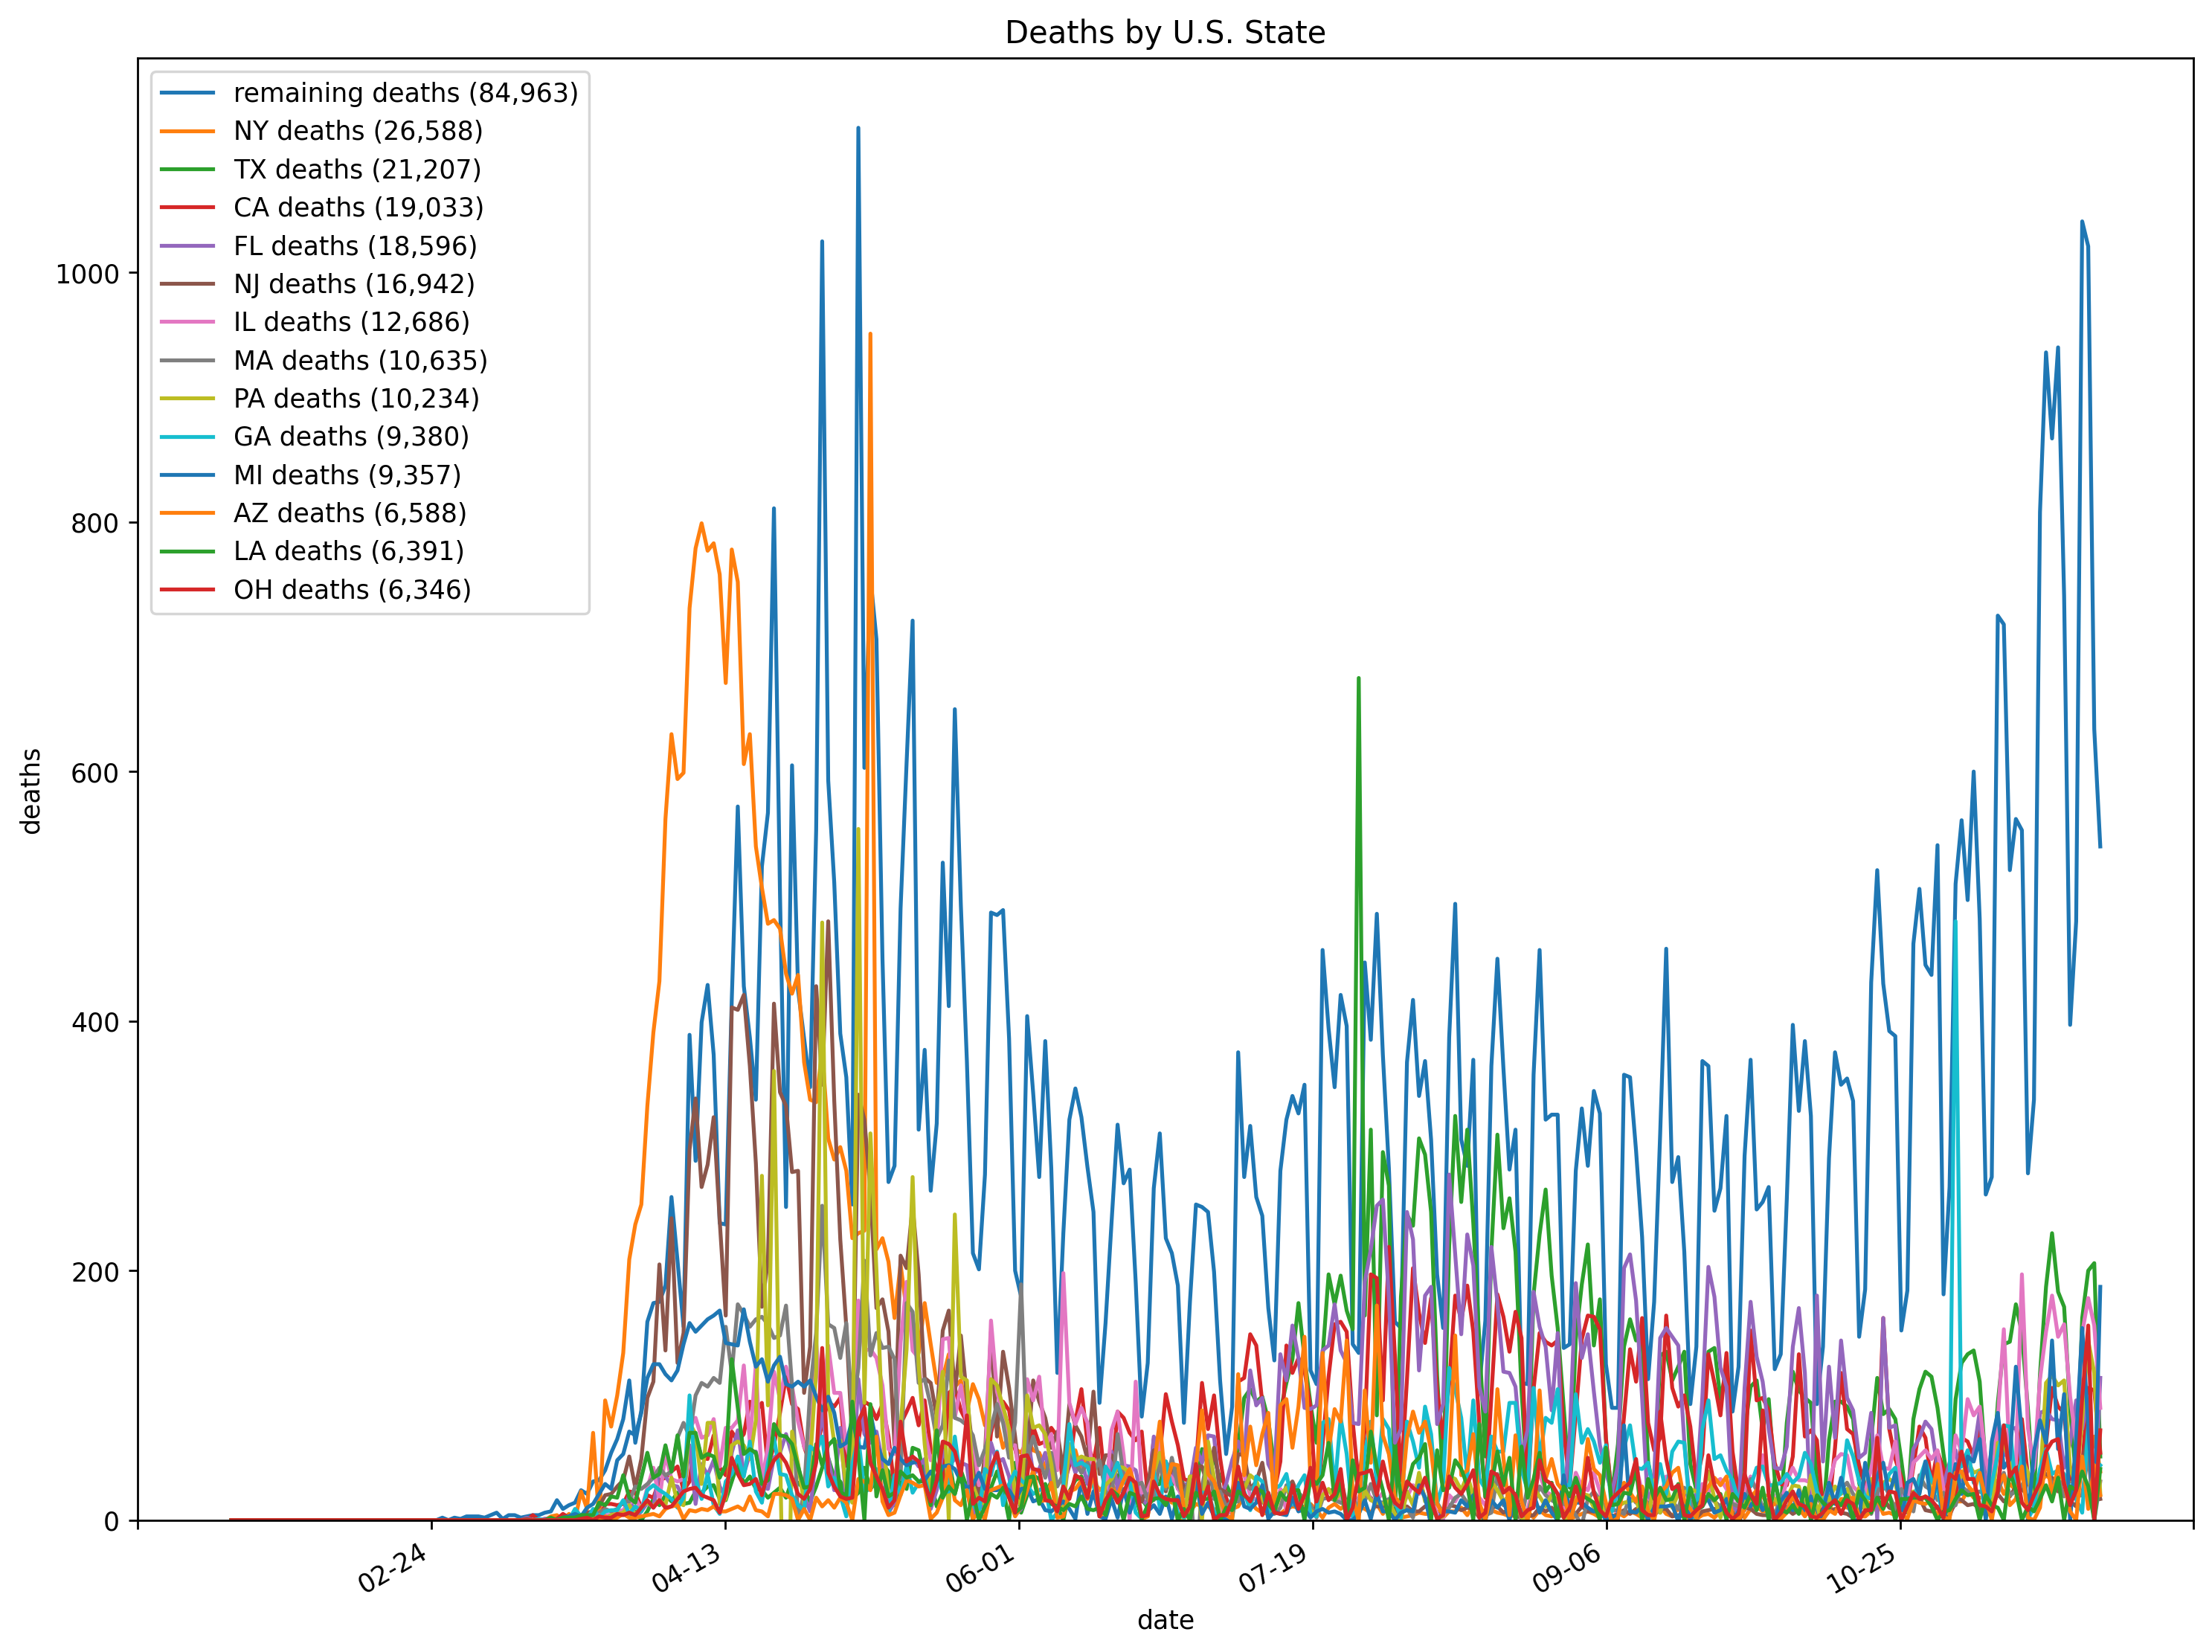 Deaths by U.S. State
remaining deaths (84,963)
NY deaths (26,588)
TX deaths (21,207)
CA deaths (19,033)
FL deaths (18,596)
NJ deaths (16,942)
IL deaths (12,686)
MA deaths (10,635)
PA deaths (10,234)
GA deaths (9,380)
MI deaths (9,357)
AZ deaths (6,588)
LA deaths (6,391)
OH deaths (6,346)
1000
800
600
400
200
0
deaths
02-24
04-13
06-01
07-19
09-06
10-25
date